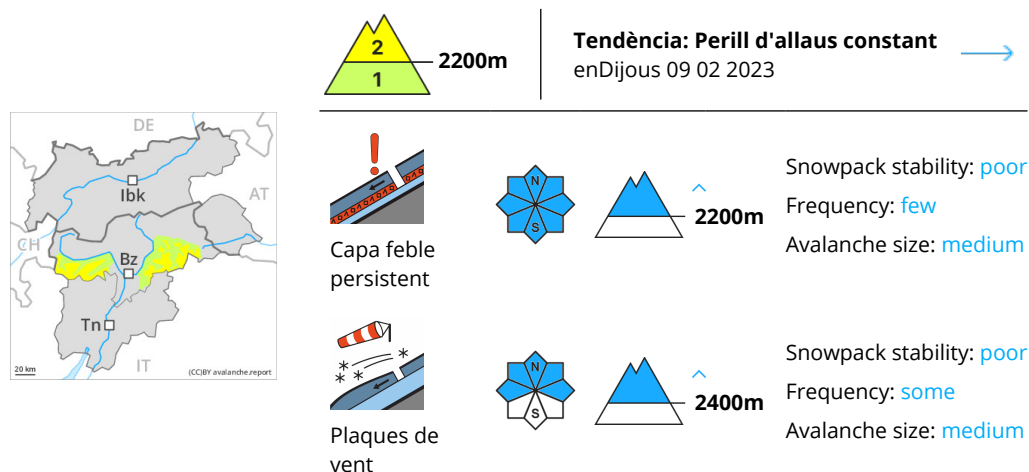 2
1
2200m
Tendència: Perill d'allaus constant
enDijous 09 02 2023
DE
AT
CH
IT
Ibk
Bz
Tn
20 km
(CC)BY avalanche.report
N
S
2200m
Capa feble
persistent
Snowpack stability: poor
Frequency: few
Avalanche size: medium
N
S
2400m
Plaques de
vent
Snowpack stability: poor
Frequency: some
Avalanche size: medium